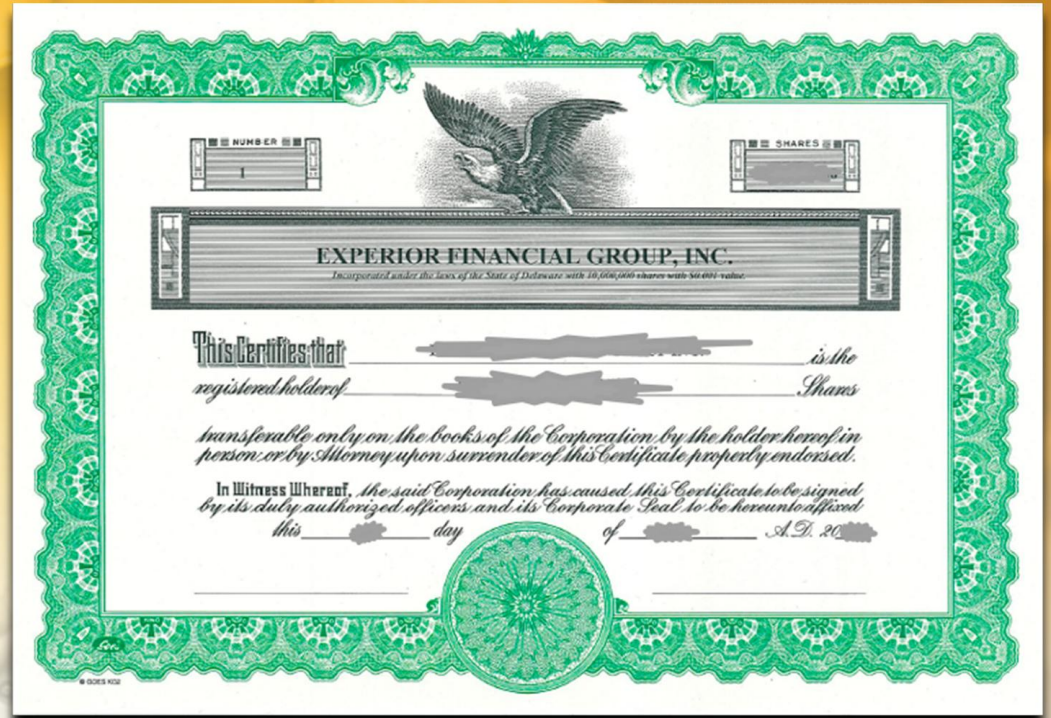 NUMBER
1
SHARES
EXPERIOR FINANCIAL GROUP, INC.
Incorporated under the laws of the State of Delaware with 10,000,000 shares with $0.001 value.
This Certifies that is the
registered holder of Shares
transferable only on the books of the Corporation by the holder hereof in
person or by Attorney upon surrender of this Certificate properly endorsed.
In Witness Whereof, the said Corporation has caused this Certificate to be signed
by its duly authorized officers and its Corporate Seal to be hereunto affixed
this day of A.D. 20
© GOES KG2